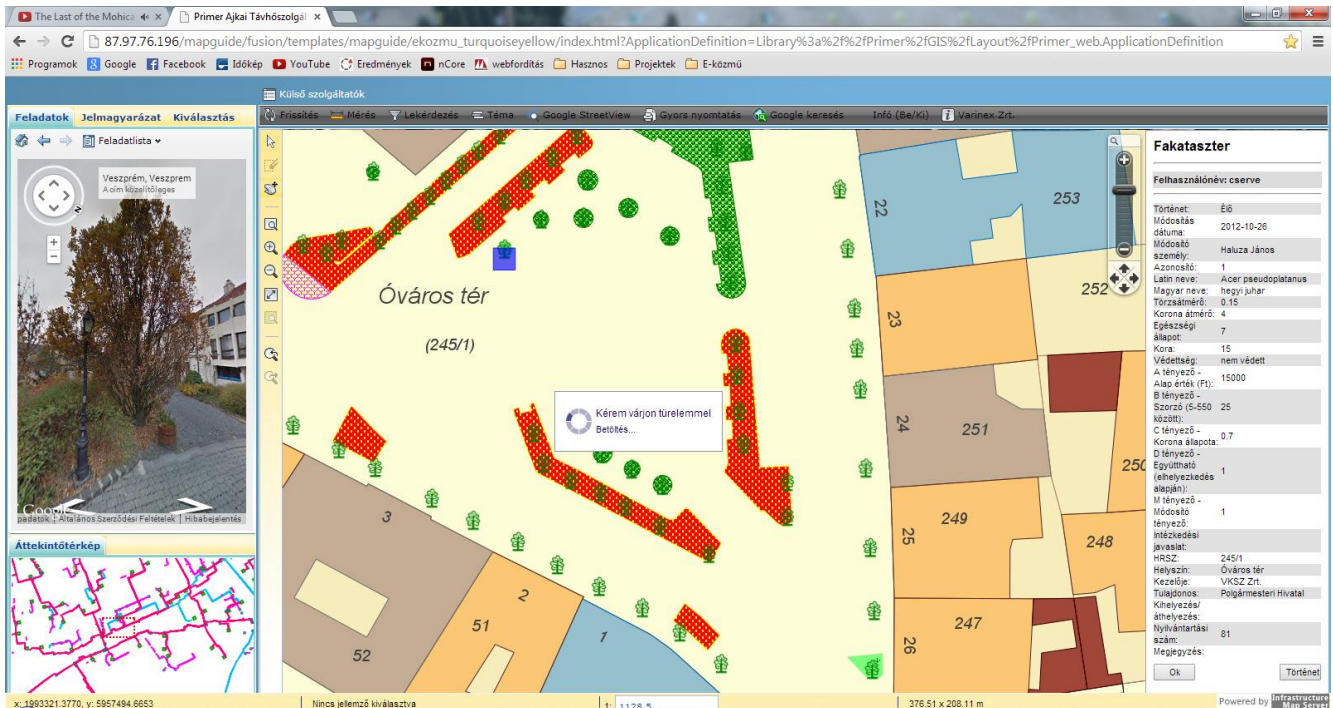 The Last of the Mohica
Primer Ajkai Távhőszolgál
87.97.76.196/mapguide/fusion/templates/mapguide/ekozmu_turquoiseyellow/index.html?ApplicationDefinition=Library%3a%2f%2fPrimer%2fGIS%2fLayout%2fPrimer_web.ApplicationDefinition
Programok Google Facebook Időkép YouTube Eredmények nCore webfordítás Hasznos Projektek E-közmű
Külső szolgáltatók
Feladatok Jelmagyarázat Kiválasztás
Frissítés Mérés Lekérdezés Téma Google StreetView Gyors nyomtatás Google keresés Infó (Be/Ki) Varinex Zrt.
Feladatlista
Veszprém, Veszprem
A cím közelítőleges
Google
padatok Általános Szerződési Feltételek Hibabejelentés
Áttekintőtérkép
Óváros tér
(245/1)
Kérem várjon türelemmel
Betöltés...
22
253
252
23
24
251
250
25
249
248
26
247
3
2
51
1
52
Fakataszter
Felhasználónév: cserve
Történet: Élő
Módosítás
dátuma: 2012-10-26
Módosító
személy: Haluza János
Azonosító: 1
Latin neve: Acer pseudoplatanus
Magyar neve: hegyi juhar
Törzsátmérő: 0.15
Korona átmérő: 4
Egészségi
állapot: 7
Kora: 15
Védettség: nem védett
A tényező -
Alap érték (Ft): 15000
B tényező -
Szorzó (5-550
között): 25
C tényező -
Korona állapota: 0.7
D tényező -
Együttható
(elhelyezkedés
alapján): 1
M tényező -
Módosító
tényező: 1
Intézkedési
javaslat:
HRSZ: 245/1
Helyszín: Óváros tér
Kezelője: VKSZ Zrt.
Tulajdonos: Polgármesteri Hivatal
Kihelyezés/
áthelyezés:
Nyilvántartási
szám: 81
Megjegyzés:
Ok Történet
x: 1993321.3770, y: 5957494.6653
Nincs jellemző kiválasztva
1: 1128.5
376.51 x 208.11 m
Powered by Infrastructure
Map Server